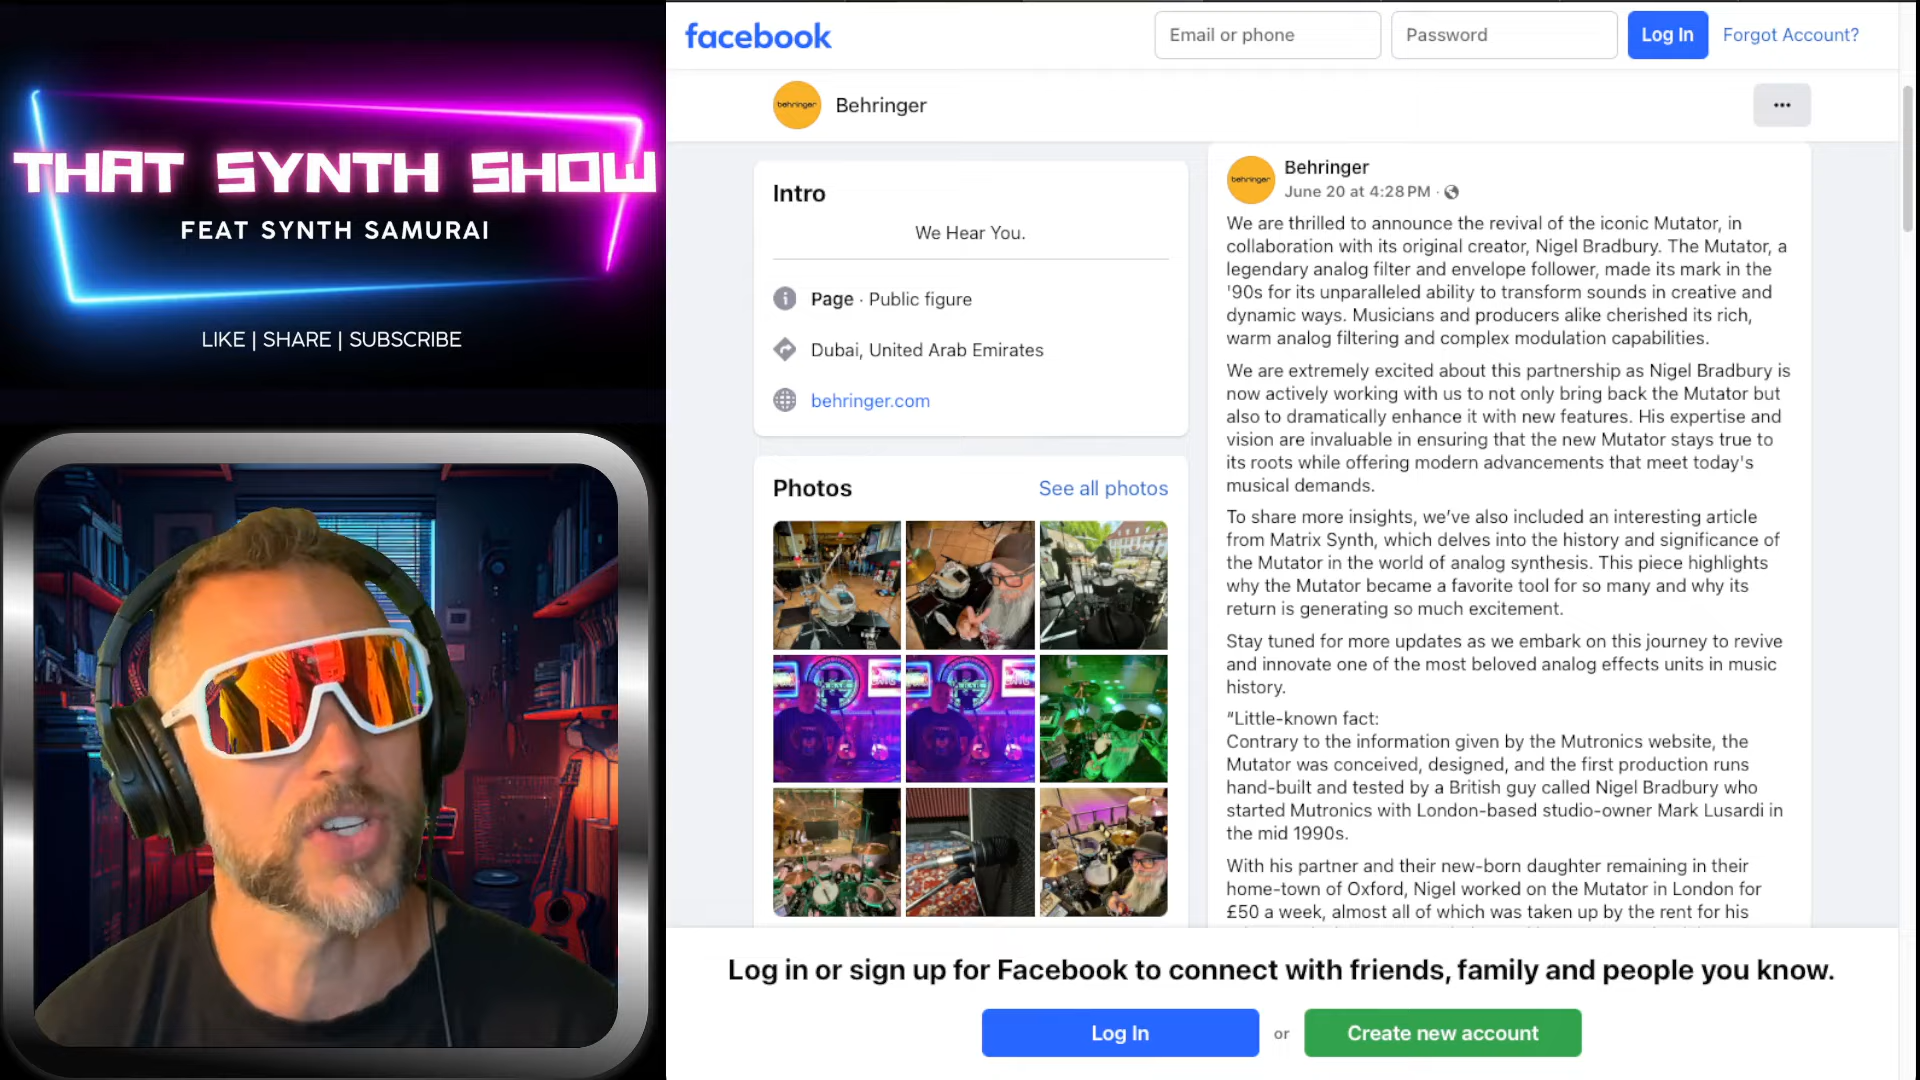 THAT SYNTH SHOW
FEAT SYNTH SAMURAI
LIKE | SHARE | SUBSCRIBE
facebook
Email or phone
Password
Log In
Forgot Account?
behringer
Behringer
Intro
We Hear You.
Page · Public figure
Dubai, United Arab Emirates
behringer.com
Photos
See all photos
behringer
Behringer
June 20 at 4:28 PM ·
We are thrilled to announce the revival of the iconic Mutator, in
collaboration with its original creator, Nigel Bradbury. The Mutator, a
legendary analog filter and envelope follower, made its mark in the
'90s for its unparalleled ability to transform sounds in creative and
dynamic ways. Musicians and producers alike cherished its rich,
warm analog filtering and complex modulation capabilities.
We are extremely excited about this partnership as Nigel Bradbury is
now actively working with us to not only bring back the Mutator but
also to dramatically enhance it with new features. His expertise and
vision are invaluable in ensuring that the new Mutator stays true to
its roots while offering modern advancements that meet today's
musical demands.
To share more insights, we've also included an interesting article
from Matrix Synth, which delves into the history and significance of
the Mutator in the world of analog synthesis. This piece highlights
why the Mutator became a favorite tool for so many and why its
return is generating so much excitement.
Stay tuned for more updates as we embark on this journey to revive
and innovate one of the most beloved analog effects units in music
history.
“Little-known fact:
Contrary to the information given by the Mutronics website, the
Mutator was conceived, designed, and the first production runs
hand-built and tested by a British guy called Nigel Bradbury who
started Mutronics with London-based studio-owner Mark Lusardi in
the mid 1990s.
With his partner and their new-born daughter remaining in their
home-town of Oxford, Nigel worked on the Mutator in London for
£50 a week, almost all of which was taken up by the rent for his
Log in or sign up for Facebook to connect with friends, family and people you know.
Log In
or
Create new account